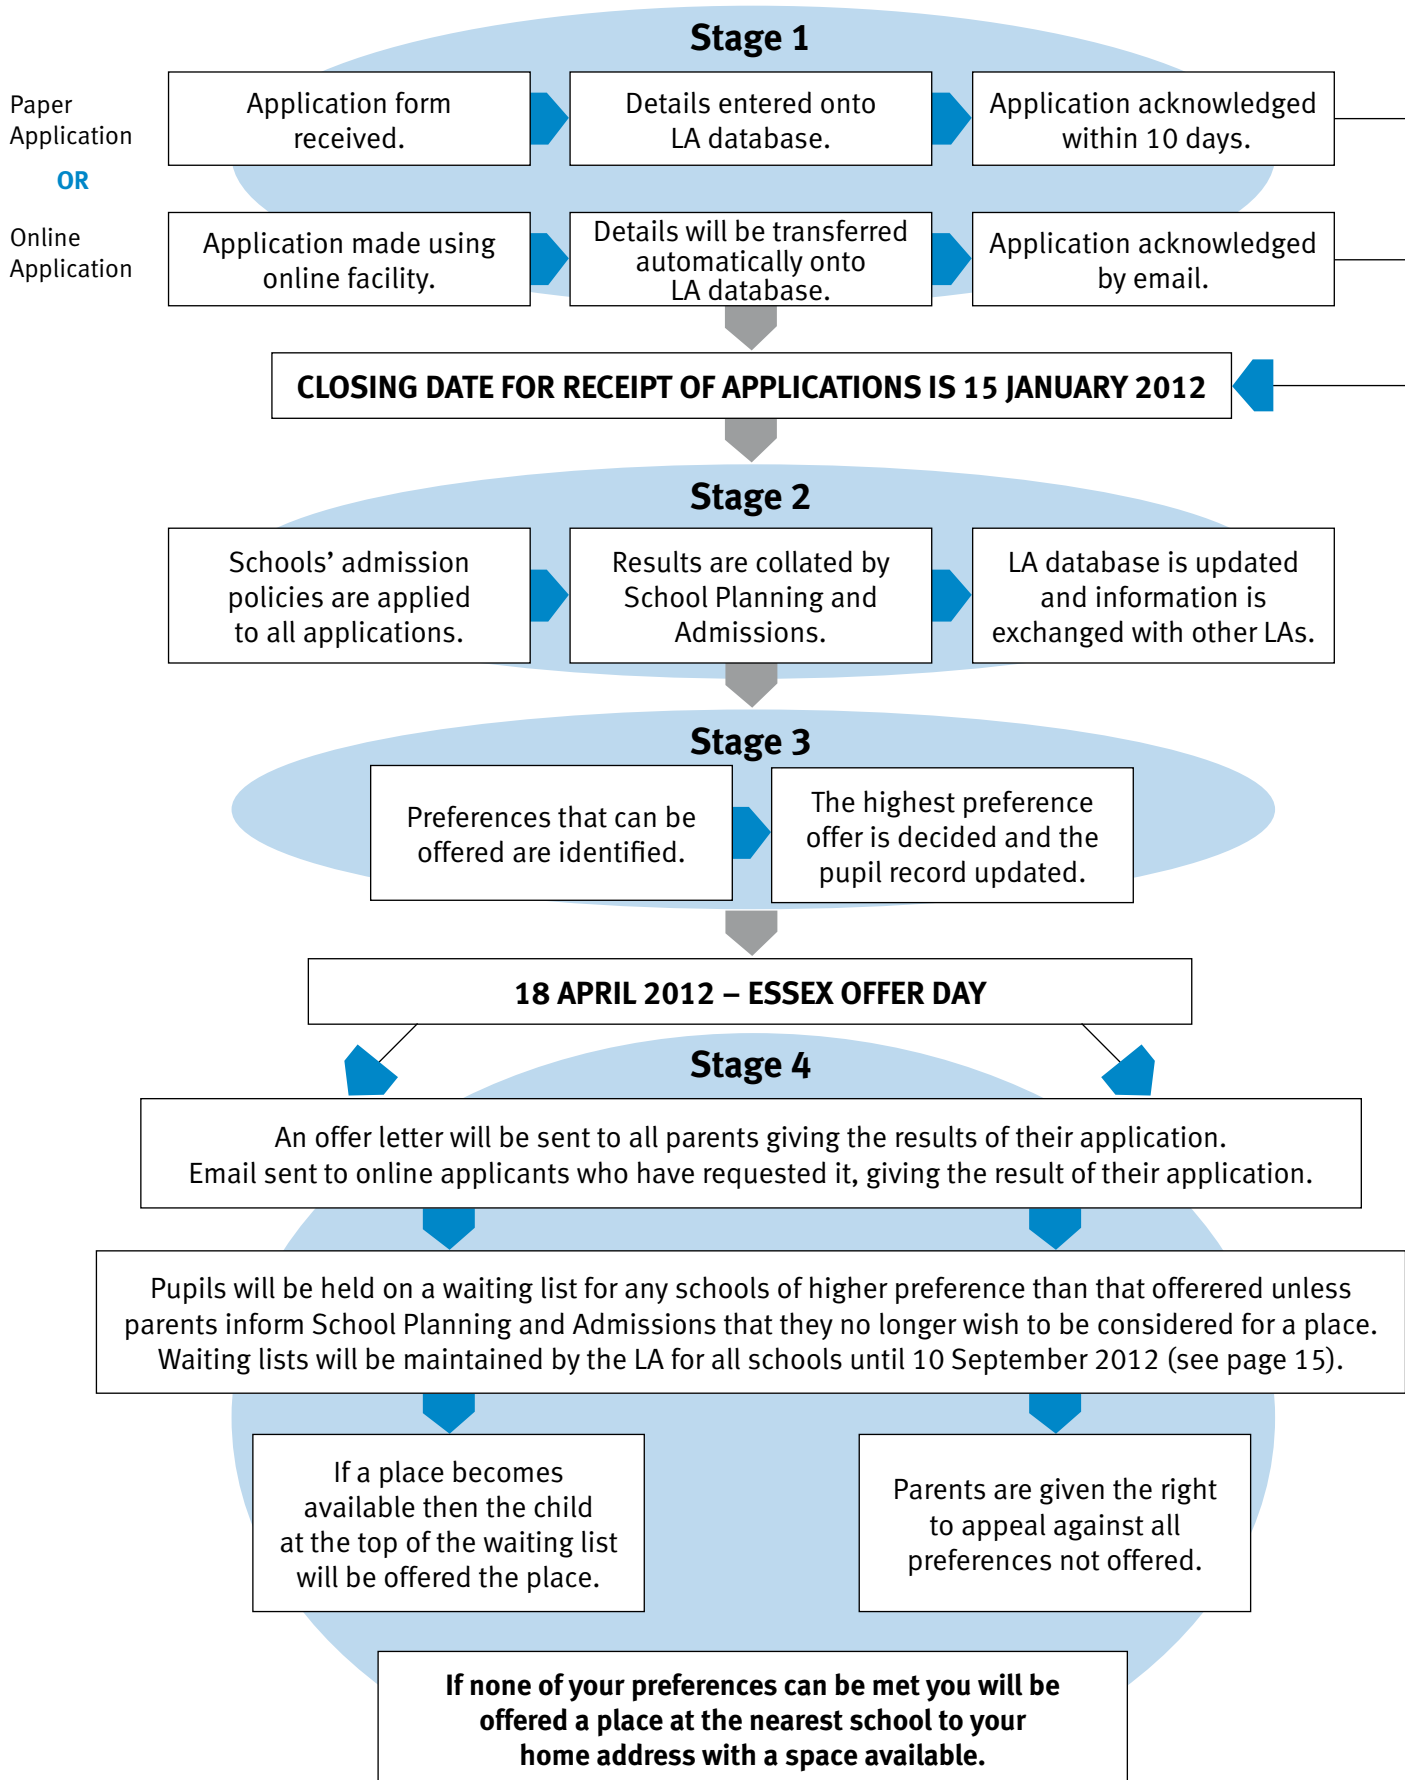 Stage 1
Paper
Application
Application form
received.
Details entered onto
LA database.
Application acknowledged
within 10 days.
OR
Online
Application
Application made using
online facility.
Details will be transferred
automatically onto
LA database.
Application acknowledged
by email.
CLOSING DATE FOR RECEIPT OF APPLICATIONS IS 15 JANUARY 2012
Stage 2
Schools’ admission
policies are applied
to all applications.
Results are collated by
School Planning and
Admissions.
LA database is updated
and information is
exchanged with other LAs.
Stage 3
Preferences that can be
offered are identified.
The highest preference
offer is decided and the
pupil record updated.
18 APRIL 2012 – ESSEX OFFER DAY
Stage 4
An offer letter will be sent to all parents giving the results of their application.
Email sent to online applicants who have requested it, giving the result of their application.
Pupils will be held on a waiting list for any schools of higher preference than that offerered unless
parents inform School Planning and Admissions that they no longer wish to be considered for a place.
Waiting lists will be maintained by the LA for all schools until 10 September 2012 (see page 15).
If a place becomes
available then the child
at the top of the waiting list
will be offered the place.
Parents are given the right
to appeal against all
preferences not offered.
If none of your preferences can be met you will be
offered a place at the nearest school to your
home address with a space available.